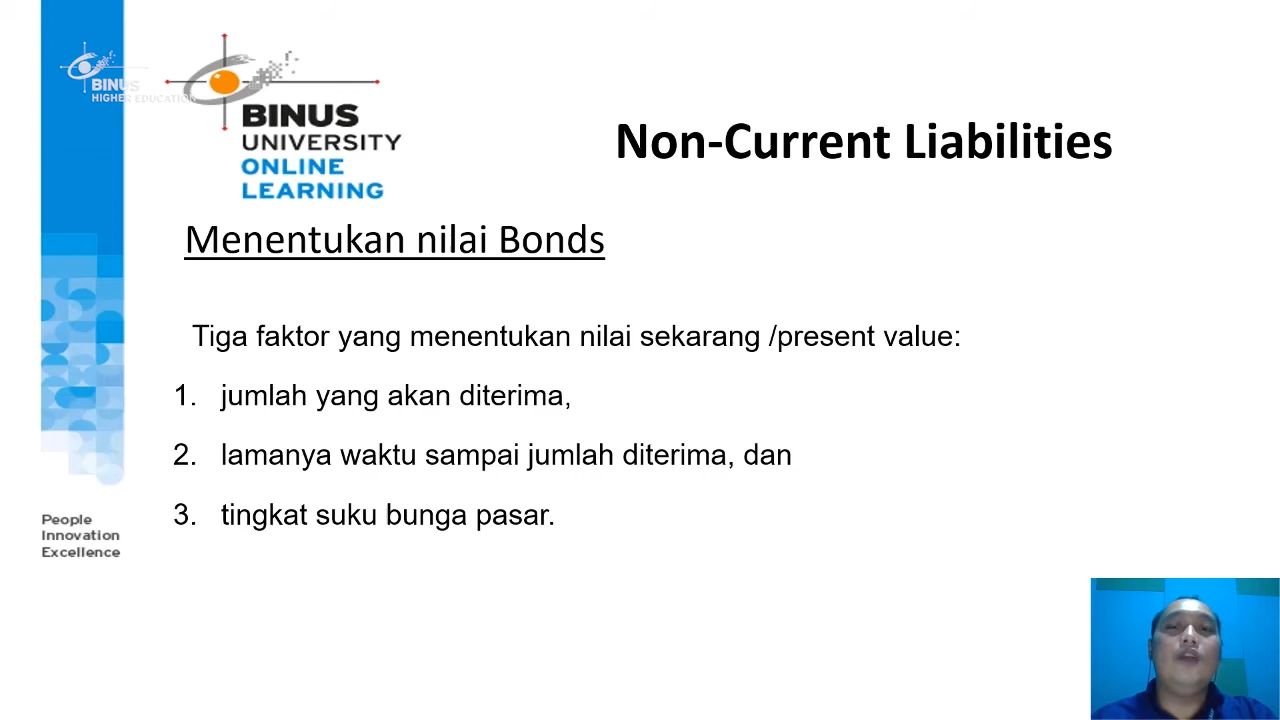 BINUS
HIGHER EDUCATION
BINUS
UNIVERSITY
ONLINE
LEARNING
Non-Current Liabilities
Menentukan nilai Bonds
Tiga faktor yang menentukan nilai sekarang /present value:
1. jumlah yang akan diterima,
2. lamanya waktu sampai jumlah diterima, dan
3. tingkat suku bunga pasar.
People
Innovation
Excellence